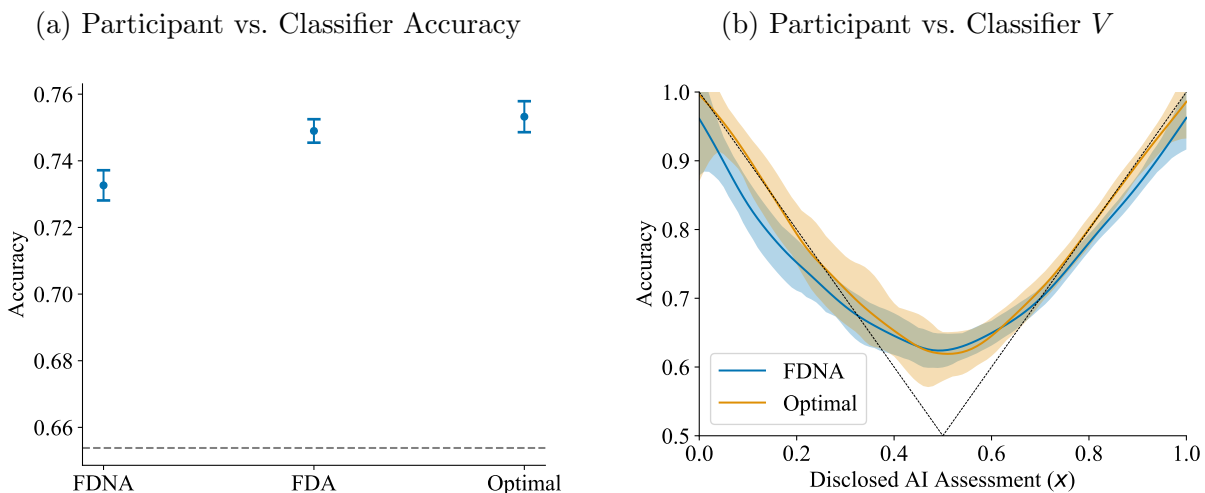 (a) Participant vs. Classifier Accuracy
0.76
0.74
0.72
0.70
0.68
0.66
Accuracy
FDNA
FDA
Optimal
(b) Participant vs. Classifier V
1.0
0.9
0.8
0.7
0.6
0.5
Accuracy
FDNA
Optimal
0.0
0.2
0.4
0.6
0.8
1.0
Disclosed AI Assessment (x)